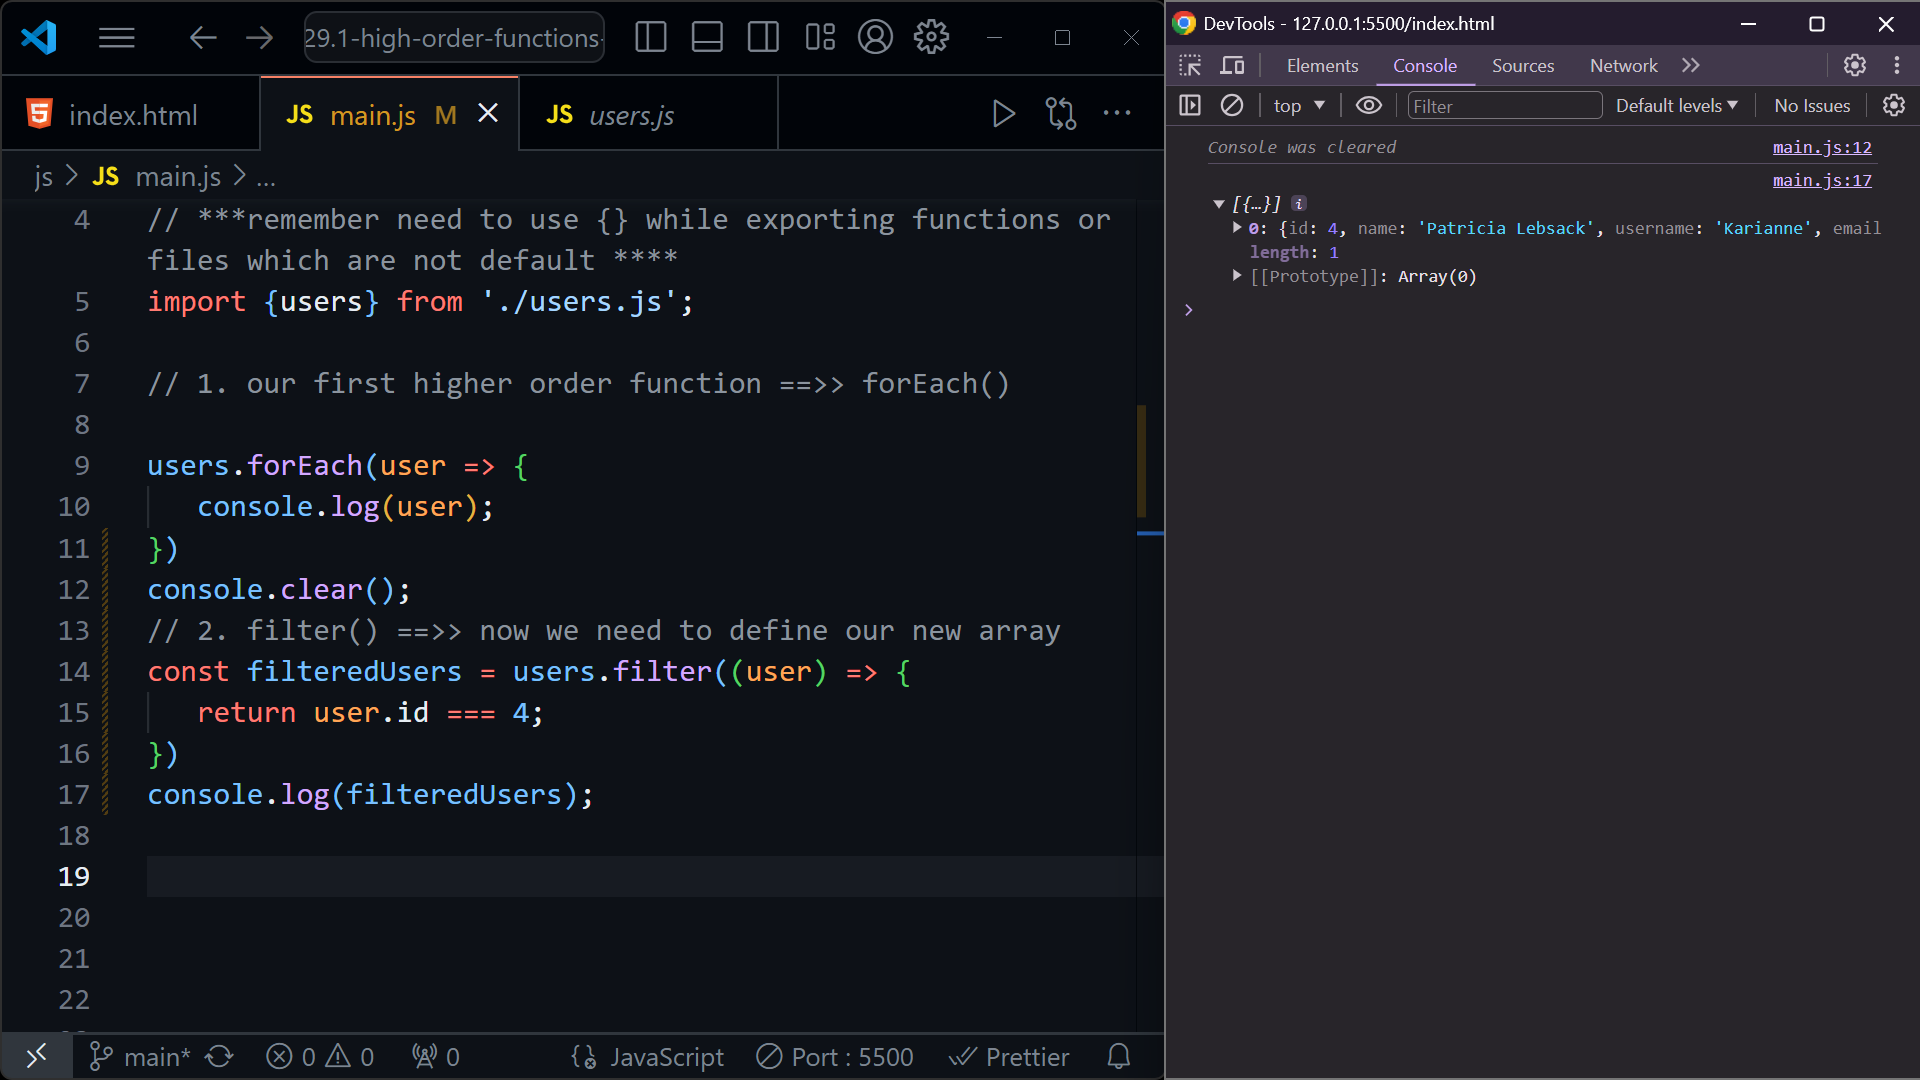 29.1-high-order-functions-
index.html
JS main.js M
JS users.js
js > JS main.js > ...
4 // ***remember need to use {} while exporting functions or
files which are not default ****
5 import {users} from './users.js';
6
7 // 1. our first higher order function ==>> forEach()
8
9 users.forEach(user => {
10 console.log(user);
11 })
12 console.clear();
13 // 2. filter() ==>> now we need to define our new array
14 const filteredUsers = users.filter((user) => {
15 return user.id === 4;
16 })
17 console.log(filteredUsers);
18
19
20
21
22
main* 0 0 0 JavaScript Port : 5500 Prettier
DevTools - 127.0.0.1:5500/index.html
Elements Console Sources Network
top Filter Default levels No Issues
Console was cleared main.js:12
main.js:17
[{…}] i
0: {id: 4, name: 'Patricia Lebsack', username: 'Karianne', email
length: 1
[[Prototype]]: Array(0)